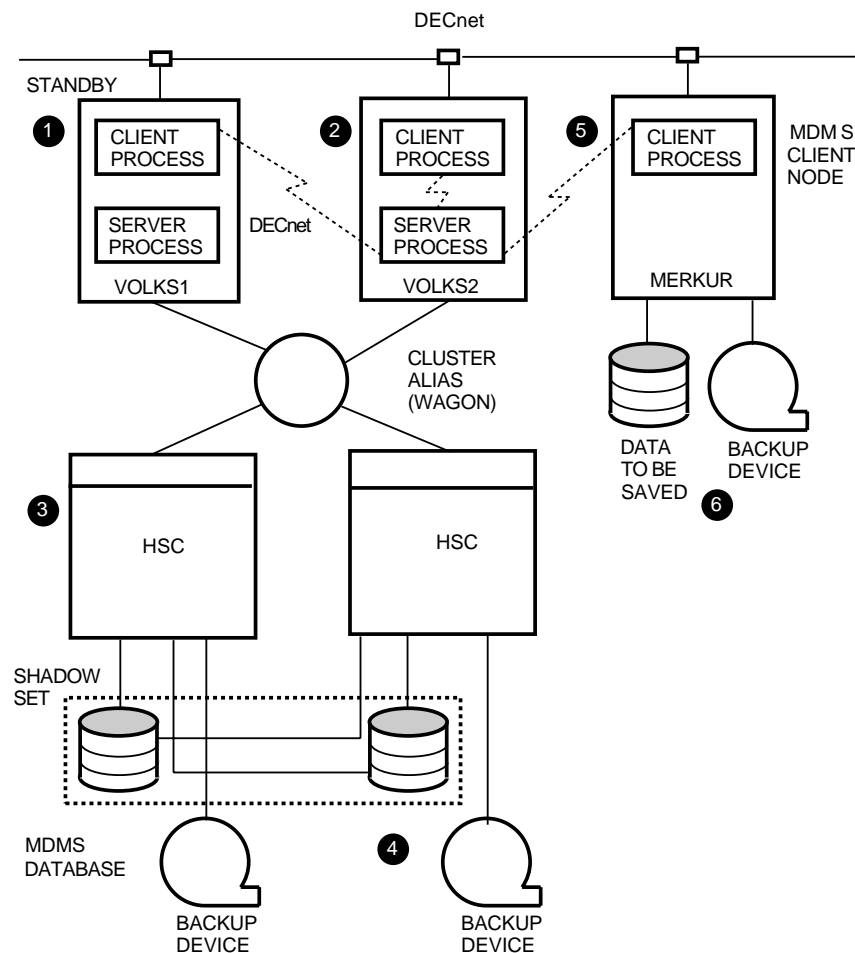 DECnet
STANDBY
1
CLIENT
PROCESS
SERVER
PROCESS
VOLKS1
DECnet
2
CLIENT
PROCESS
SERVER
PROCESS
VOLKS2
5
CLIENT
PROCESS
MERKUR
MDM S
CLIENT
NODE
CLUSTER
ALIAS
(WAGON)
DATA
TO BE
SAVED
BACKUP
DEVICE
6
3
HSC
HSC
SHADOW
SET
MDMS
DATABASE
4
BACKUP
DEVICE
BACKUP
DEVICE